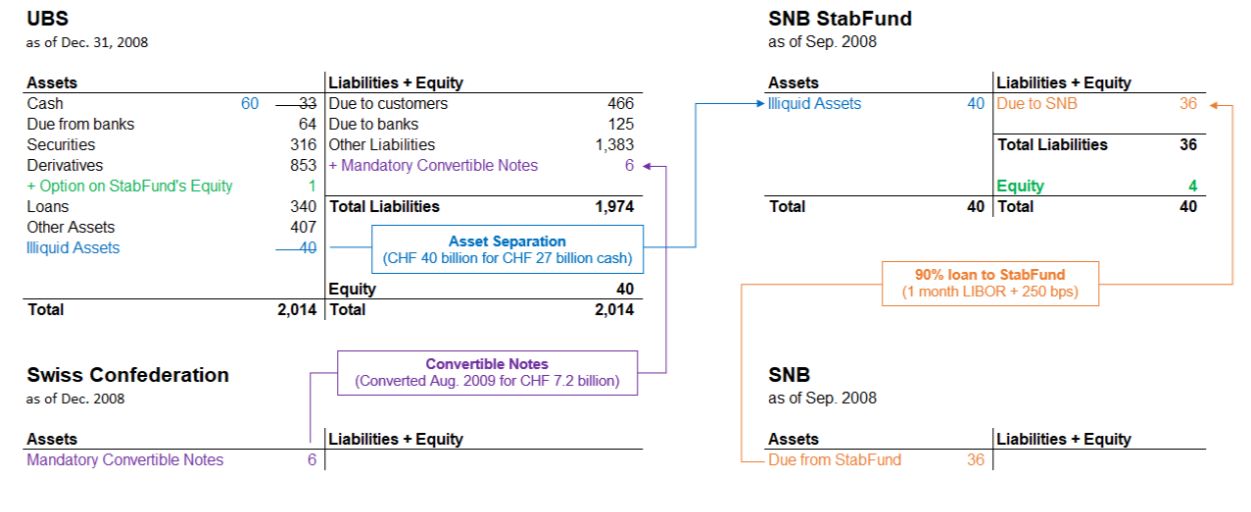 UBS
as of Dec. 31, 2008
Assets Liabilities + Equity
Cash 60 33 Due to customers 466
Due from banks 64 Due to banks 125
Securities 316 Other Liabilities 1,383
Derivatives 853 + Mandatory Convertible Notes 6
+ Option on StabFund's Equity 1
Loans 340 Total Liabilities 1,974
Other Assets 407
Illiquid Assets 40
Asset Separation
(CHF 40 billion for CHF 27 billion cash)
Equity 40
Total 2,014 Total 2,014
SNB StabFund
as of Sep. 2008
Assets Liabilities + Equity
Illiquid Assets 40 Due to SNB 36
Total Liabilities 36
Equity 4
Total 40 Total 40
90% loan to StabFund
(1 month LIBOR + 250 bps)
Convertible Notes
(Converted Aug. 2009 for CHF 7.2 billion)
Swiss Confederation
as of Dec. 2008
Assets Liabilities + Equity
Mandatory Convertible Notes 6
SNB
as of Sep. 2008
Assets Liabilities + Equity
Due from StabFund 36